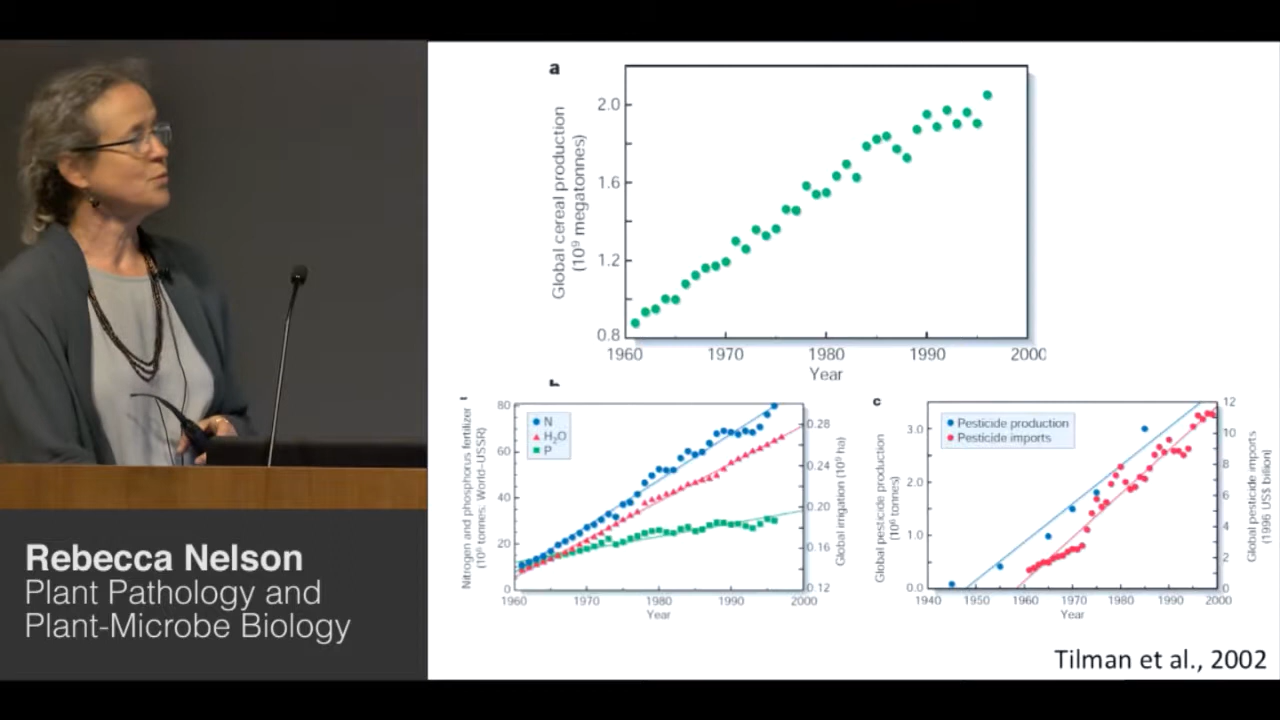 a
Global cereal production
(10⁹ megatonnes)
2.0
1.6
1.2
0.8
1960 1970 1980 1990 2000
Year
b
Nitrogen and phosphorus fertilizer
(10⁶ tonnes. World–USSR)
80
60
40
20
0
N
H₂O
P
0.28
0.24
0.20
0.16
0.12
Global irrigation (10⁹ ha)
1960 1970 1980 1990 2000
Year
c
Global pesticide production
(10⁶ tonnes)
3.0
2.0
1.0
0.0
Pesticide production
Pesticide imports
12
10
8
6
4
2
0
Global pesticide imports
(1996 US$ billion)
1940 1950 1960 1970 1980 1990 2000
Year
Tilman et al., 2002
Rebecca Nelson
Plant Pathology and
Plant-Microbe Biology